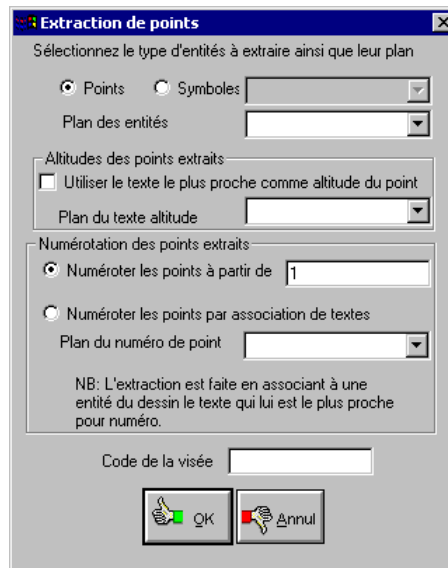 Extraction de points
Sélectionnez le type d'entités à extraire ainsi que leur plan
Points Symboles
Plan des entités
Altitudes des points extraits
Utiliser le texte le plus proche comme altitude du point
Plan du texte altitude
Numérotation des points extraits
Numéroter les points à partir de 1
Numéroter les points par association de textes
Plan du numéro de point
NB: L'extraction est faite en associant à une
entité du dessin le texte qui lui est le plus proche
pour numéro.
Code de la visée
OK Annul